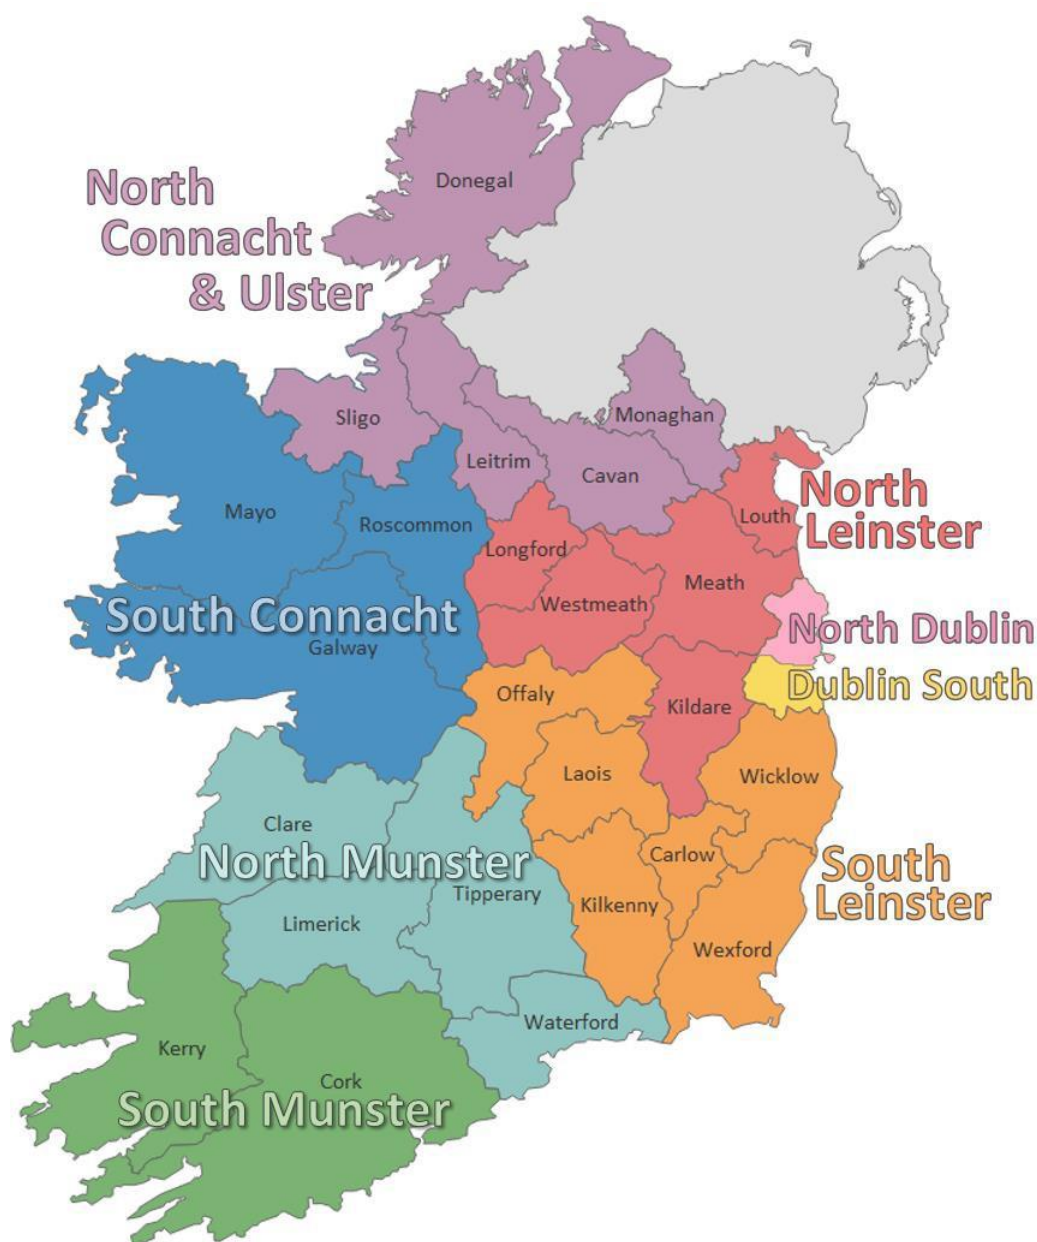 North
Connacht
& Ulster
Donegal
Sligo
Leitrim
Monaghan
Cavan
Mayo
Roscommon
Longford
Louth
North
Leinster
Westmeath
Meath
South Connacht
Galway
North Dublin
Dublin South
Offaly
Kildare
Laois
Wicklow
Clare
North Munster
Tipperary
Limerick
Carlow
Kilkenny
South
Leinster
Wexford
Waterford
Kerry
Cork
South Munster